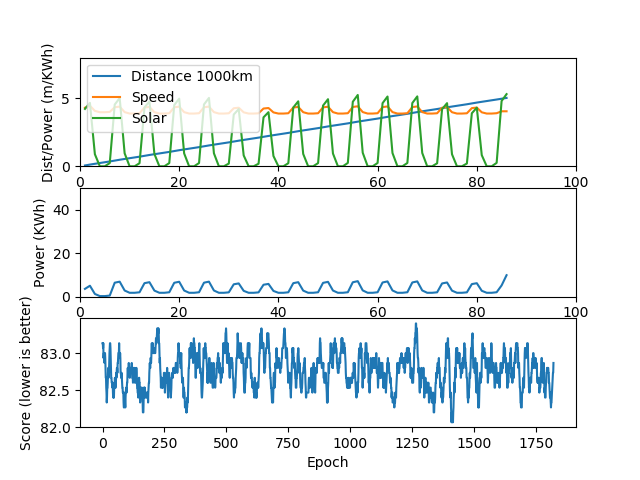 Dist/Power (m/KWh)
5
0
Distance 1000km
Speed
Solar
0 20 40 60 80 100
Power (KWh)
40
20
0
0 20 40 60 80 100
Score (lower is better)
83.0
82.5
82.0
0 250 500 750 1000 1250 1500 1750
Epoch